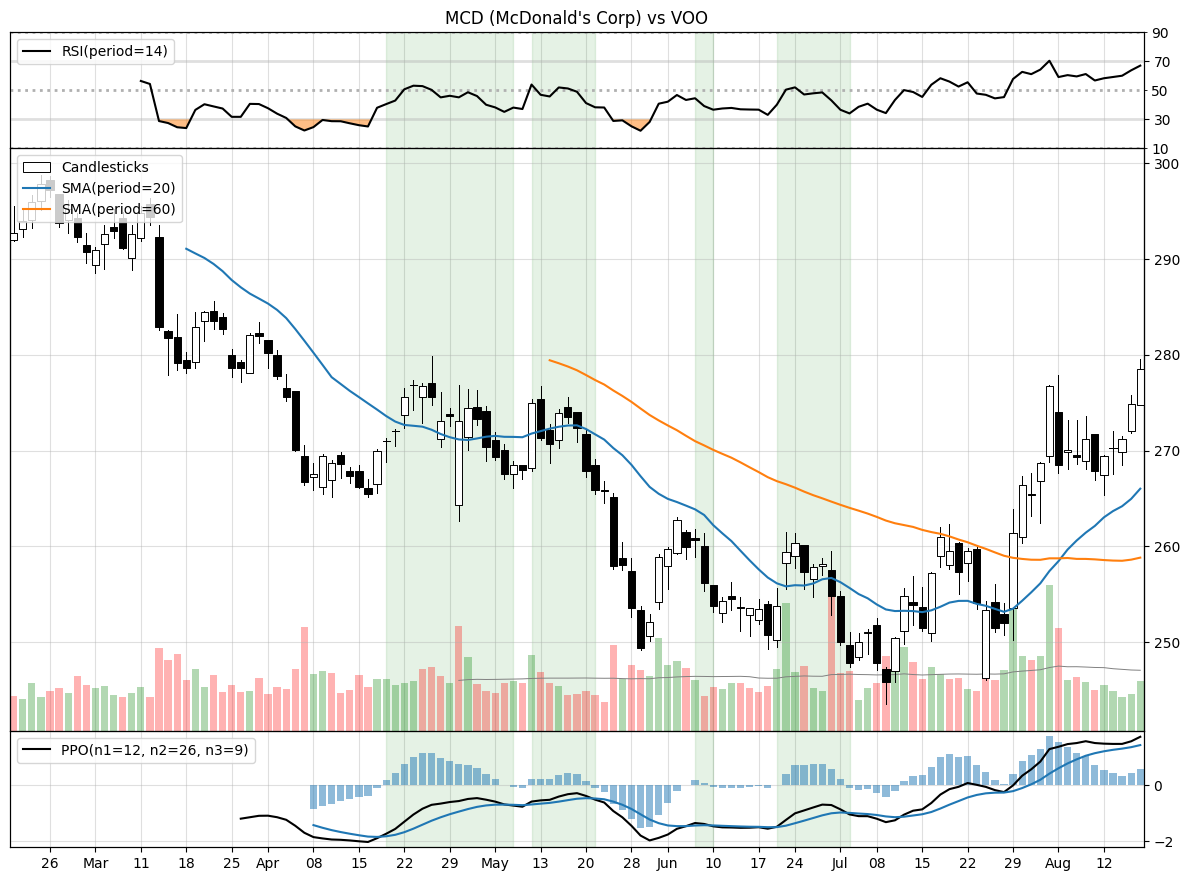 MCD (McDonald's Corp) vs VOO
RSI(period=14)
90
70
50
30
10
Candlesticks
SMA(period=20)
SMA(period=60)
300
290
280
270
260
250
PPO(n1=12, n2=26, n3=9)
0
−2
26 Mar 11 18 25 Apr 08 15 22 29 May 13 20 28 Jun 10 17 24 Jul 08 15 22 29 Aug 12